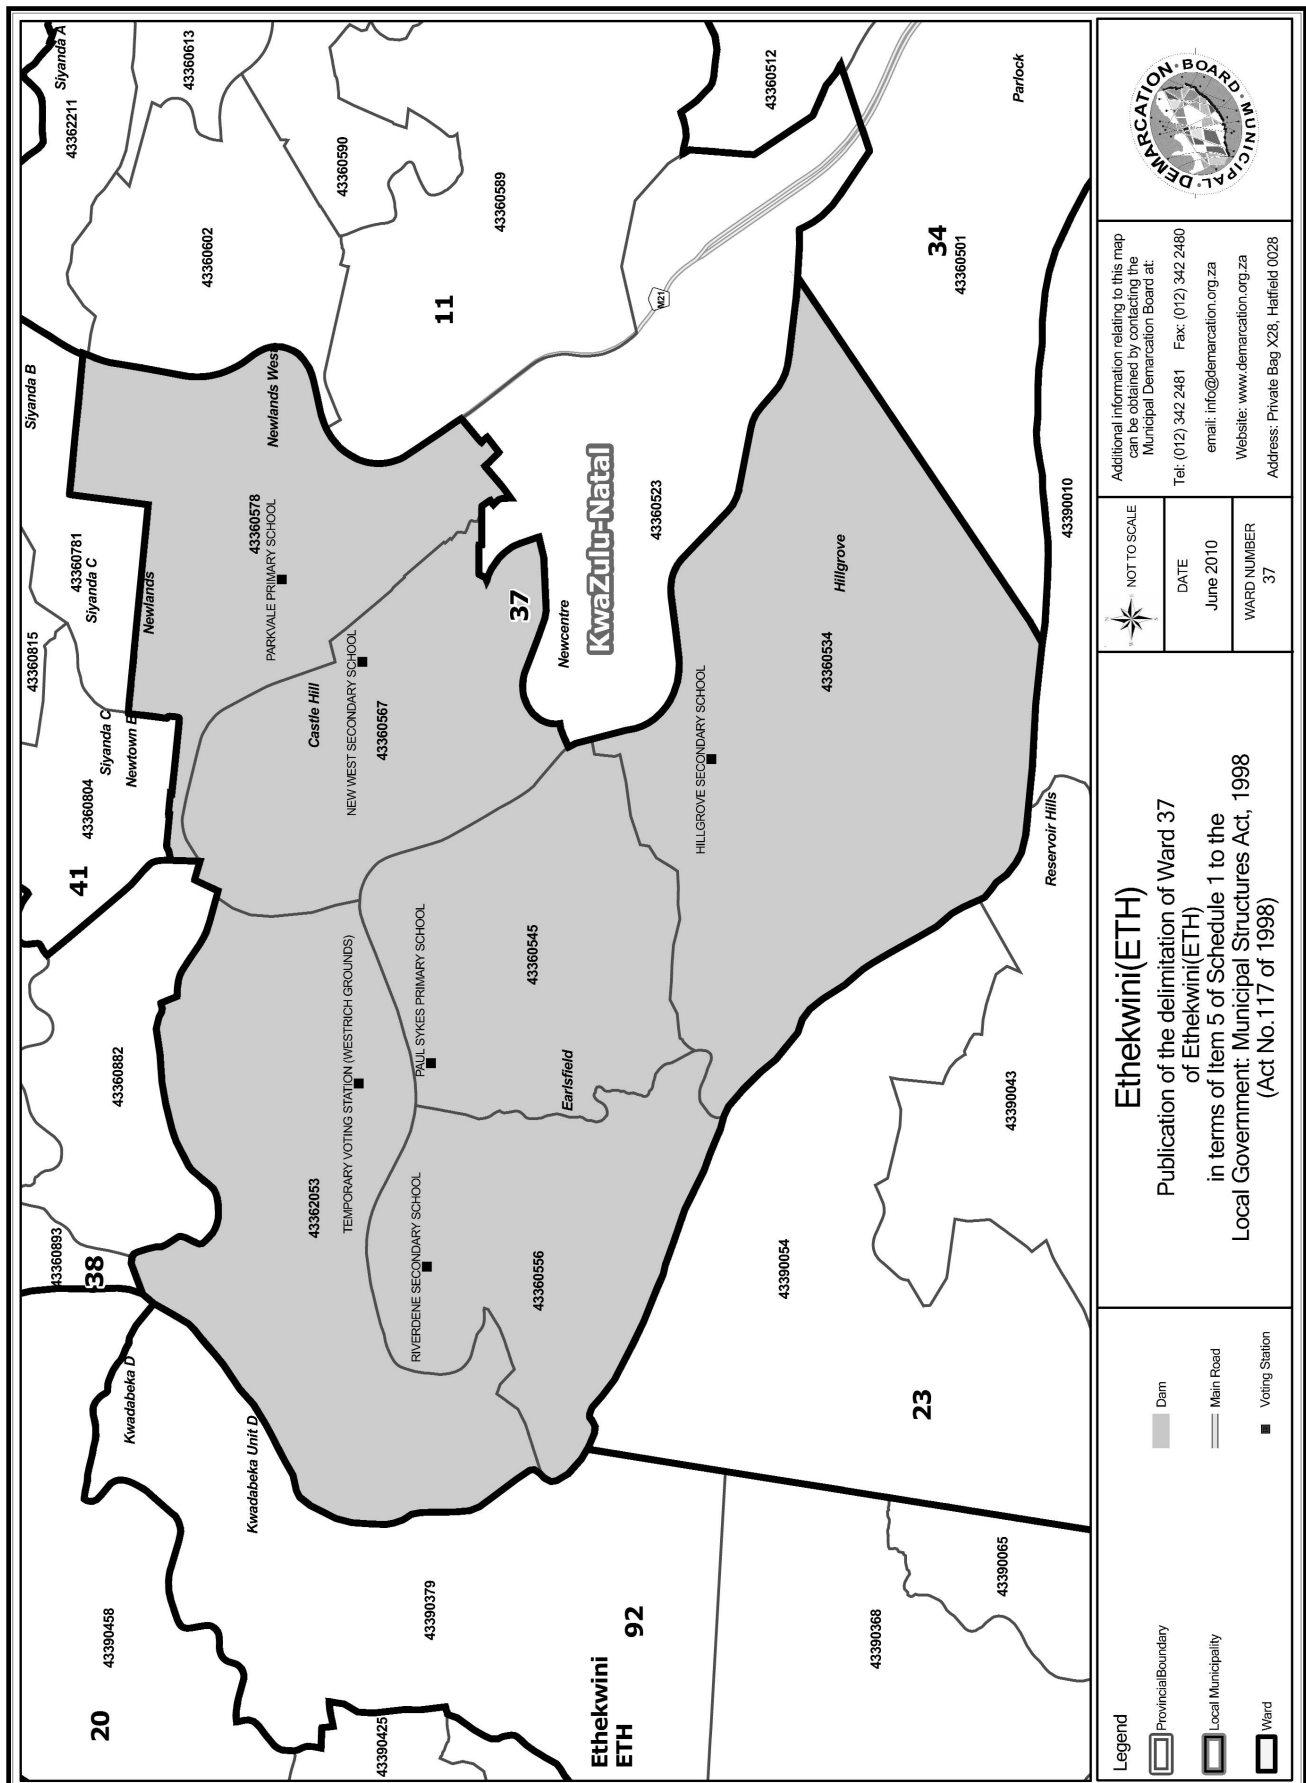 20
43390458
Kwadabeka D
38
43360893
43360882
41
43360804
Siyanda C
Newtown B
43360815
43360781
Siyanda C
Newlands
Siyanda B
43362211
Siyanda A
43360613
43360602
43360590
43360589
11
43360512
Parlock
34
43360501
M21
Newlands West
43360578
PARKVALE PRIMARY SCHOOL
Castle Hill
NEW WEST SECONDARY SCHOOL
43360567
37
Newcentre
KwaZulu-Natal
43360523
Hillgrove
43360534
HILLGROVE SECONDARY SCHOOL
43390010
Reservoir Hills
43362053
TEMPORARY VOTING STATION (WESTRICH GROUNDS)
PAUL SYKES PRIMARY SCHOOL
43360545
Earlsfield
RIVERDENE SECONDARY SCHOOL
43360556
43390043
43390054
23
Kwadabeka Unit D
43390379
43390425
92
Ethekwini
ETH
43390368
43390065
Legend
ProvincialBoundary
Local Municipality
Ward
Dam
Main Road
Voting Station
Ethekwini(ETH)
Publication of the delimitation of Ward 37
of Ethekwini(ETH)
in terms of Item 5 of Schedule 1 to the
Local Government: Municipal Structures Act, 1998
(Act No.117 of 1998)
N
E
S
W
NOT TO SCALE
DATE
June 2010
WARD NUMBER
37
Additional information relating to this map
can be obtained by contacting the
Municipal Demarcation Board at:
Tel: (012) 342 2481 Fax: (012) 342 2480
email: info@demarcation.org.za
Website: www.demarcation.org.za
Address: Private Bag X28, Hatfield 0028
MUNICIPAL DEMARCATION BOARD